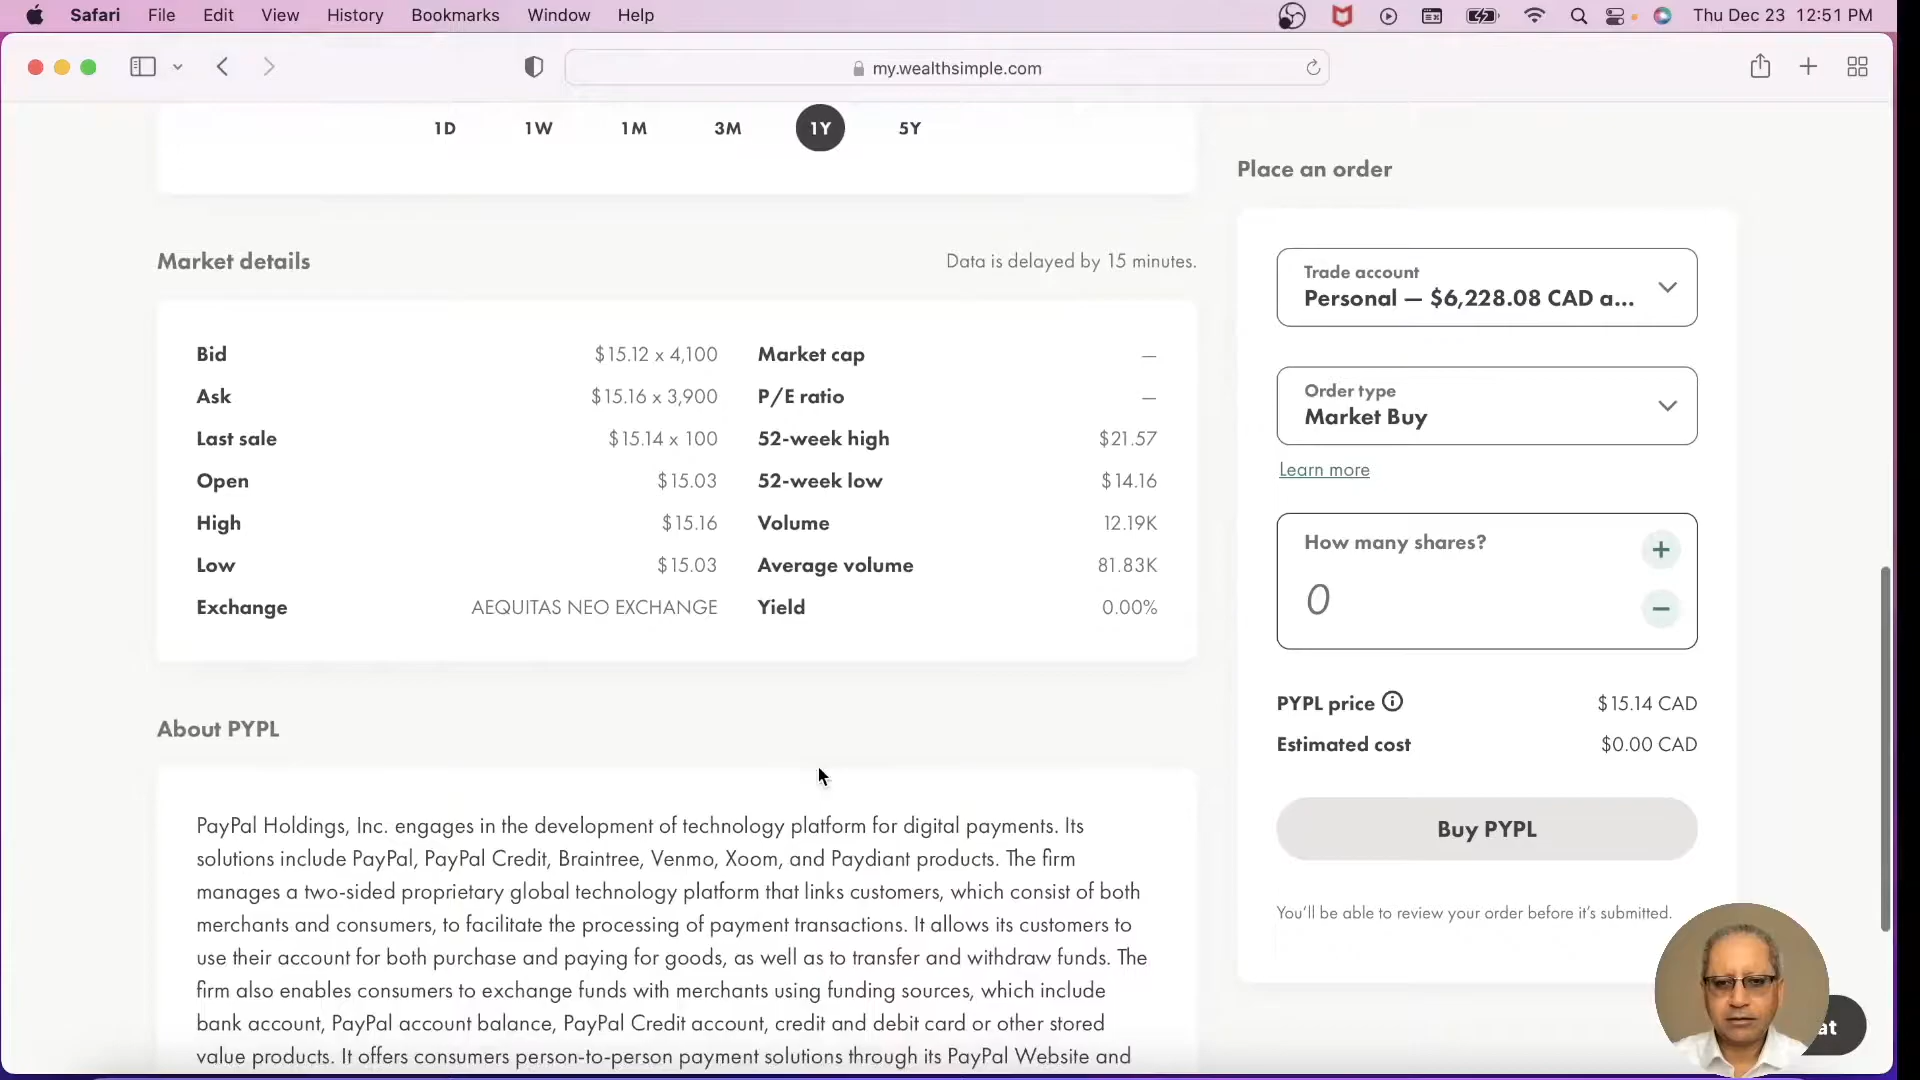 Safari File Edit View History Bookmarks Window Help Thu Dec 23 12:51 PM
my.wealthsimple.com
1D 1W 1M 3M 1Y 5Y
Place an order
Market details Data is delayed by 15 minutes.
Trade account
Personal — $6,228.08 CAD a...
Bid $15.12 x 4,100 Market cap —
Ask $15.16 x 3,900 P/E ratio —
Last sale $15.14 x 100 52-week high $21.57
Open $15.03 52-week low $14.16
High $15.16 Volume 12.19K
Low $15.03 Average volume 81.83K
Exchange AEQUITAS NEO EXCHANGE Yield 0.00%
Order type
Market Buy
Learn more
How many shares?
0
PYPL price $15.14 CAD
Estimated cost $0.00 CAD
Buy PYPL
You'll be able to review your order before it's submitted.
About PYPL
PayPal Holdings, Inc. engages in the development of technology platform for digital payments. Its
solutions include PayPal, PayPal Credit, Braintree, Venmo, Xoom, and Paydiant products. The firm
manages a two-sided proprietary global technology platform that links customers, which consist of both
merchants and consumers, to facilitate the processing of payment transactions. It allows its customers to
use their account for both purchase and paying for goods, as well as to transfer and withdraw funds. The
firm also enables consumers to exchange funds with merchants using funding sources, which include
bank account, PayPal account balance, PayPal Credit account, credit and debit card or other stored
value products. It offers consumers person-to-person payment solutions through its PayPal Website and
at